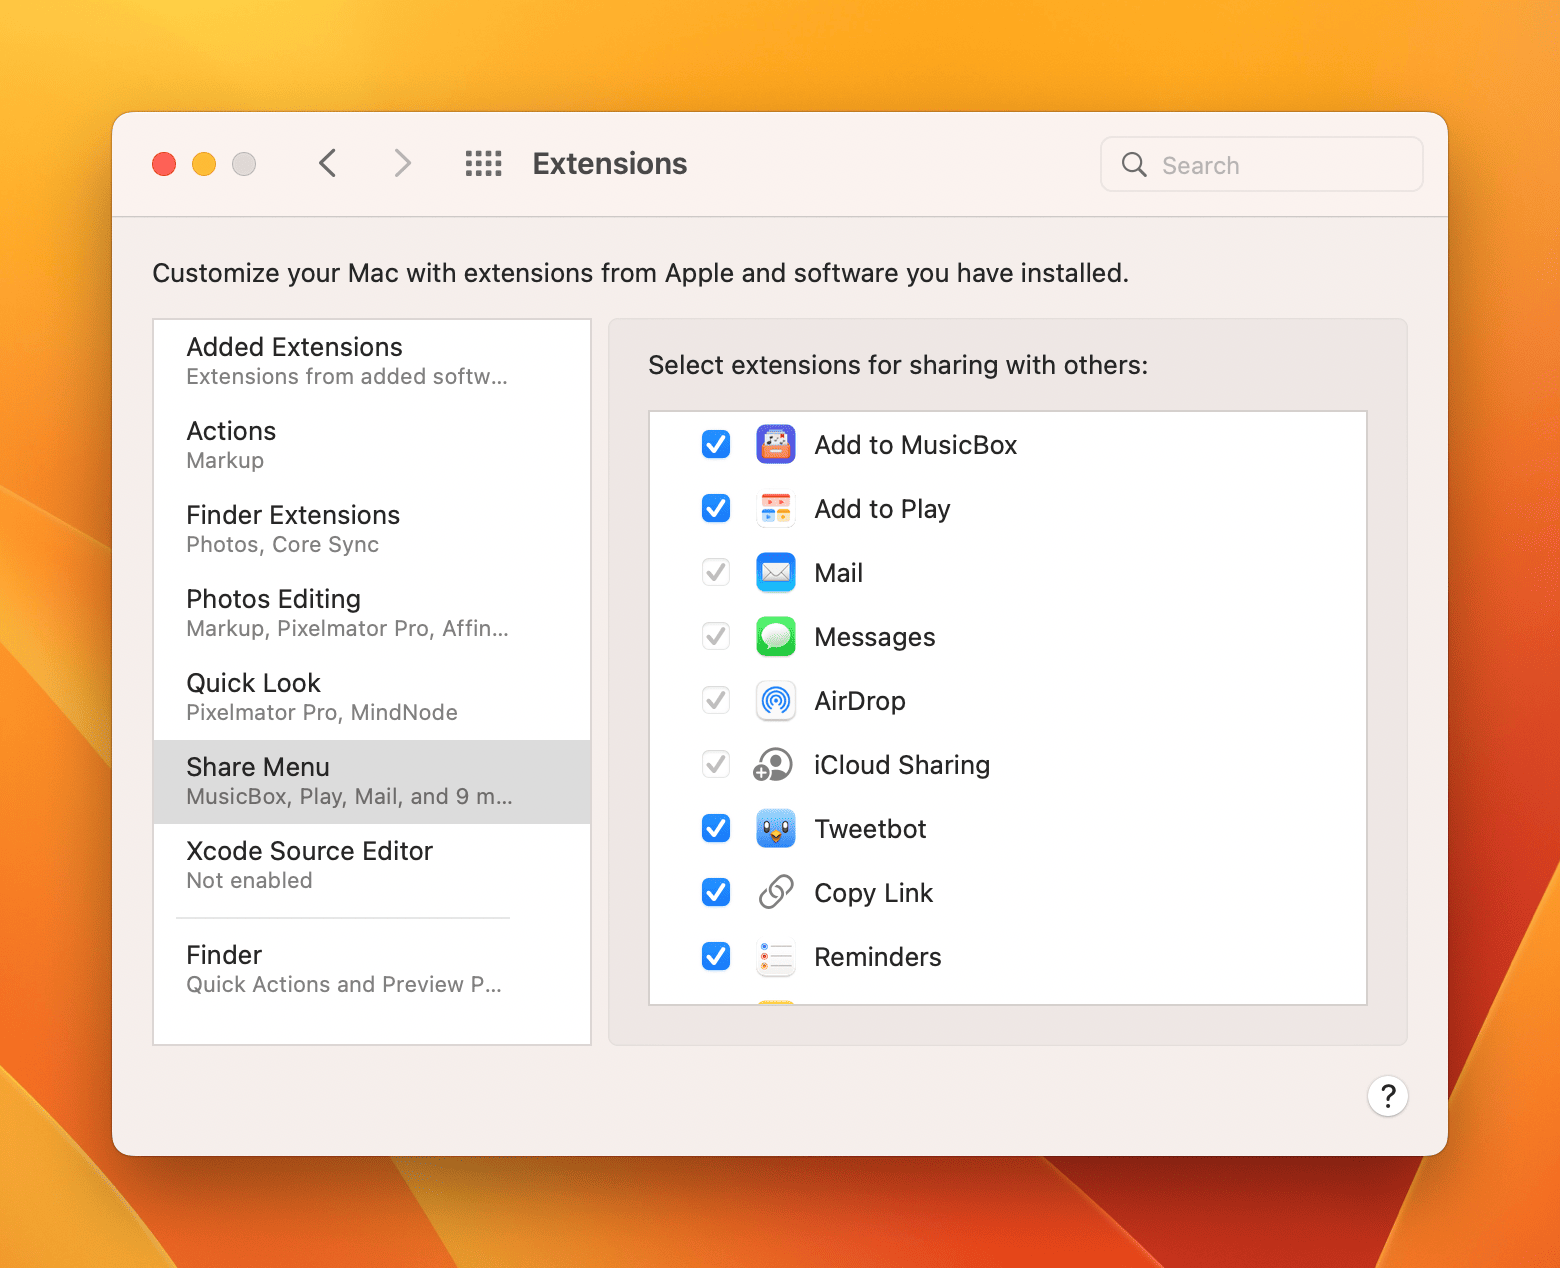 Extensions
Search
Customize your Mac with extensions from Apple and software you have installed.
Added Extensions
Extensions from added softw...
Actions
Markup
Finder Extensions
Photos, Core Sync
Photos Editing
Markup, Pixelmator Pro, Affin...
Quick Look
Pixelmator Pro, MindNode
Share Menu
MusicBox, Play, Mail, and 9 m...
Xcode Source Editor
Not enabled
Finder
Quick Actions and Preview P...
Select extensions for sharing with others:
Add to MusicBox
Add to Play
Mail
Messages
AirDrop
iCloud Sharing
Tweetbot
Copy Link
Reminders
?